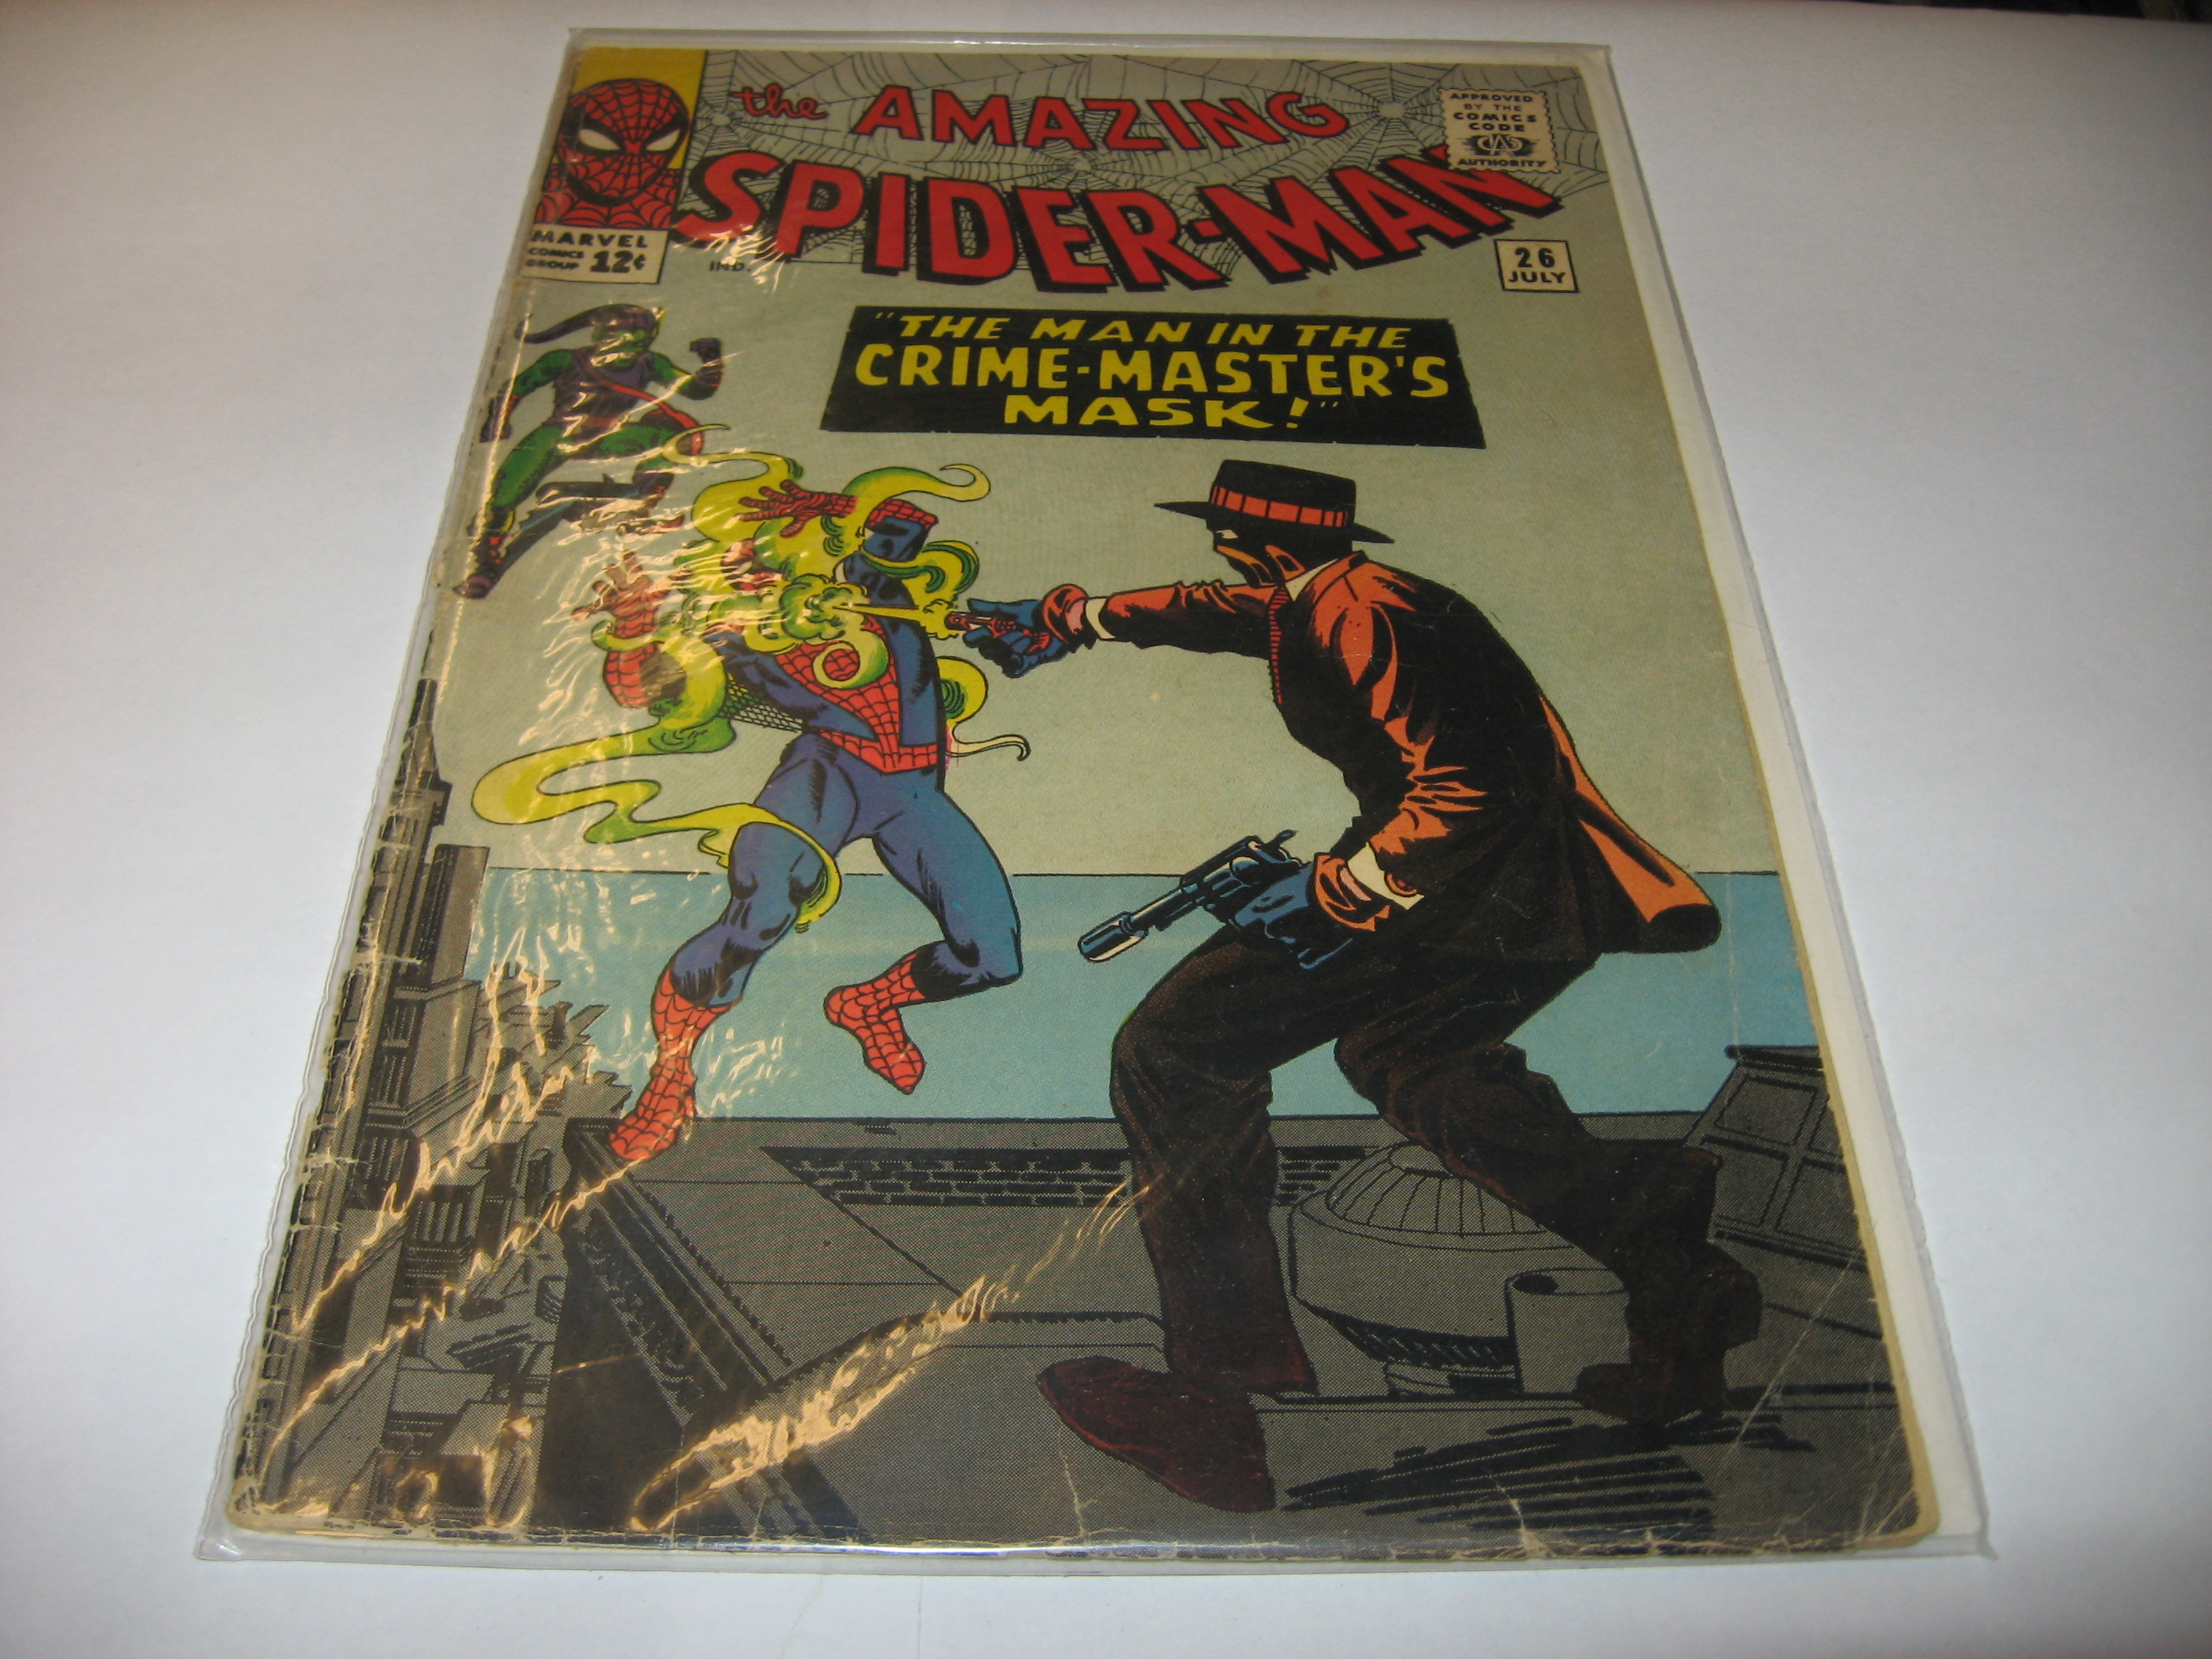 the AMAZING
SPIDER-MAN
APPROVED
BY THE
COMICS
CODE
CA
AUTHORITY
MARVEL
COMICS
GROUP 12¢
IND.
26
JULY
"THE MAN IN THE
CRIME-MASTER'S
MASK!"